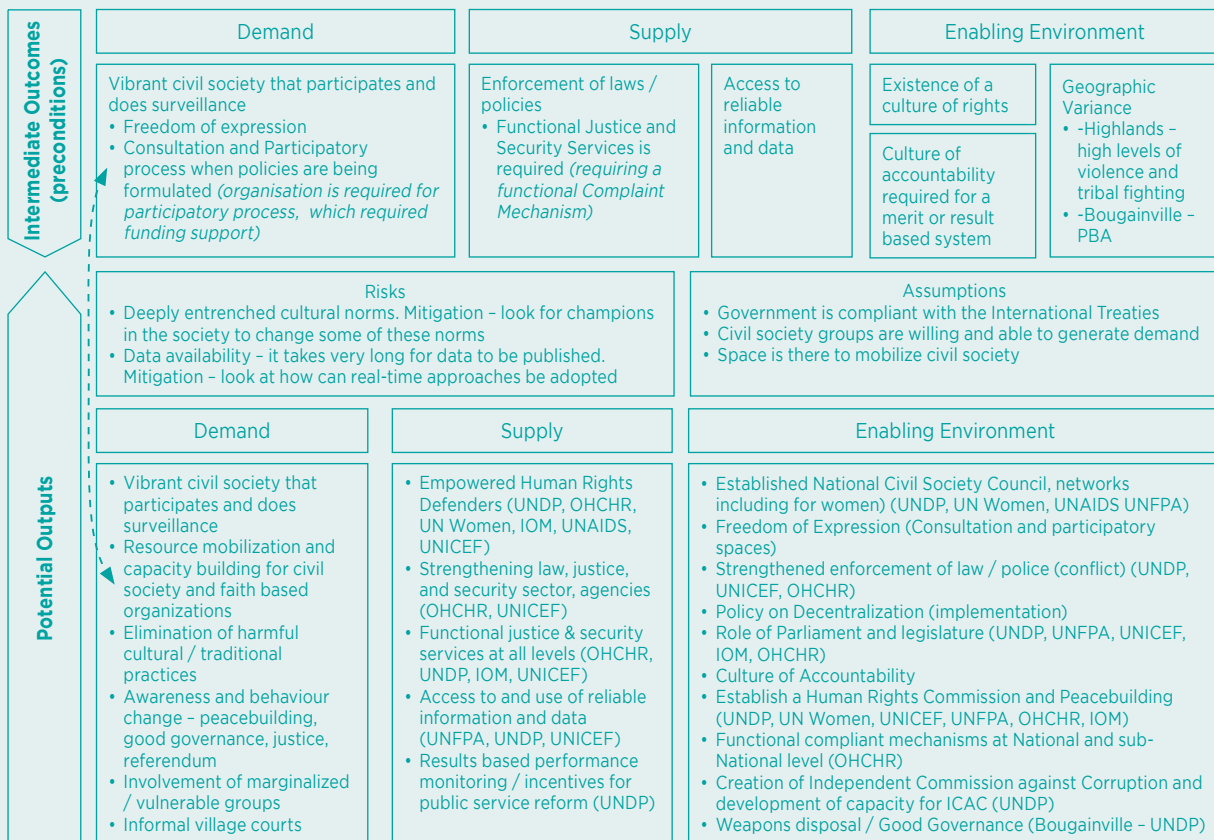 Intermediate Outcomes
(preconditions)
Demand
Supply
Enabling Environment
Vibrant civil society that participates and
does surveillance
• Freedom of expression
• Consultation and Participatory
process when policies are being
formulated (organisation is required for
participatory process, which required
funding support)
Enforcement of laws /
policies
• Functional Justice and
Security Services is
required (requiring a
functional Complaint
Mechanism)
Access to
reliable
information
and data
Existence of a
culture of rights
Culture of
accountability
required for a
merit or result
based system
Geographic
Variance
• -Highlands –
high levels of
violence and
tribal fighting
• -Bougainville –
PBA
Potential Outputs
Risks
• Deeply entrenched cultural norms. Mitigation – look for champions
in the society to change some of these norms
• Data availability – it takes very long for data to be published.
Mitigation – look at how can real-time approaches be adopted
Assumptions
• Government is compliant with the International Treaties
• Civil society groups are willing and able to generate demand
• Space is there to mobilize civil society
Demand
Supply
Enabling Environment
• Vibrant civil society that
participates and does
surveillance
• Resource mobilization and
capacity building for civil
society and faith based
organizations
• Elimination of harmful
cultural / traditional
practices
• Awareness and behaviour
change – peacebuilding,
good governance, justice,
referendum
• Involvement of marginalized
/ vulnerable groups
• Informal village courts
• Empowered Human Rights
Defenders (UNDP, OHCHR,
UN Women, IOM, UNAIDS,
UNICEF)
• Strengthening law, justice,
and security sector, agencies
(OHCHR, UNICEF)
• Functional justice & security
services at all levels (OHCHR,
UNDP, IOM, UNICEF)
• Access to and use of reliable
information and data
(UNFPA, UNDP, UNICEF)
• Results based performance
monitoring / incentives for
public service reform (UNDP)
• Established National Civil Society Council, networks
including for women) (UNDP, UN Women, UNAIDS UNFPA)
• Freedom of Expression (Consultation and participatory
spaces)
• Strengthened enforcement of law / police (conflict) (UNDP,
UNICEF, OHCHR)
• Policy on Decentralization (implementation)
• Role of Parliament and legislature (UNDP, UNFPA, UNICEF,
IOM, OHCHR)
• Culture of Accountability
• Establish a Human Rights Commission and Peacebuilding
(UNDP, UN Women, UNICEF, UNFPA, OHCHR, IOM)
• Functional compliant mechanisms at National and sub-
National level (OHCHR)
• Creation of Independent Commission against Corruption and
development of capacity for ICAC (UNDP)
• Weapons disposal / Good Governance (Bougainville – UNDP)